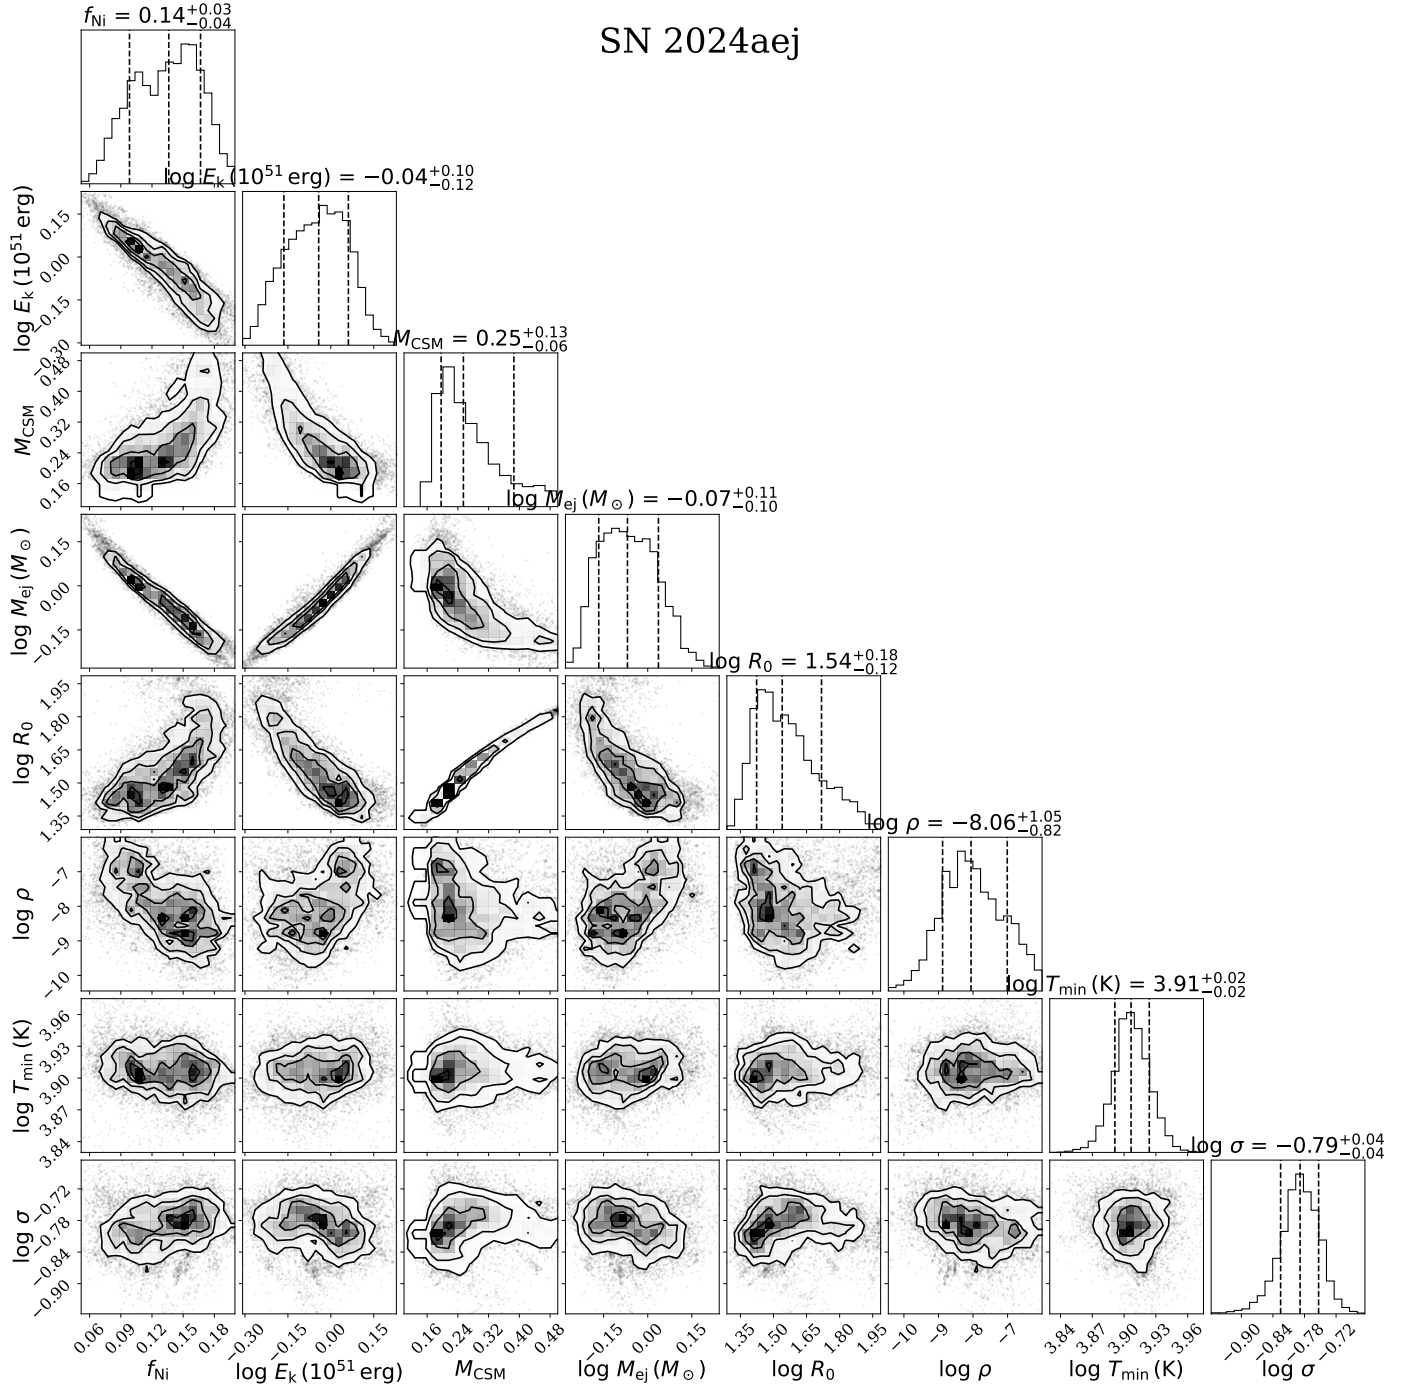 SN 2024aej
f_Ni = 0.14^{+0.03}_{−0.04}
log E_k (10^51 erg) = −0.04^{+0.10}_{−0.12}
M_CSM = 0.25^{+0.13}_{−0.06}
log M_ej (M_⊙) = −0.07^{+0.11}_{−0.10}
log R_0 = 1.54^{+0.18}_{−0.12}
log ρ = −8.06^{+1.05}_{−0.82}
log T_min (K) = 3.91^{+0.02}_{−0.02}
log σ = −0.79^{+0.04}_{−0.04}
log E_k (10^51 erg)
0.15
0.00
−0.15
−0.30
M_CSM
0.48
0.40
0.32
0.24
0.16
log M_ej (M_⊙)
0.15
0.00
−0.15
log R_0
1.95
1.80
1.65
1.50
1.35
log ρ
−7
−8
−9
−10
log T_min (K)
3.96
3.93
3.90
3.87
3.84
log σ
−0.72
−0.78
−0.84
−0.90
0.06 0.09 0.12 0.15 0.18
f_Ni
−0.30 −0.15 0.00 0.15
log E_k (10^51 erg)
0.16 0.24 0.32 0.40 0.48
M_CSM
−0.15 0.00 0.15
log M_ej (M_⊙)
1.35 1.50 1.65 1.80 1.95
log R_0
−10 −9 −8 −7
log ρ
3.84 3.87 3.90 3.93 3.96
log T_min (K)
−0.90 −0.84 −0.78 −0.72
log σ